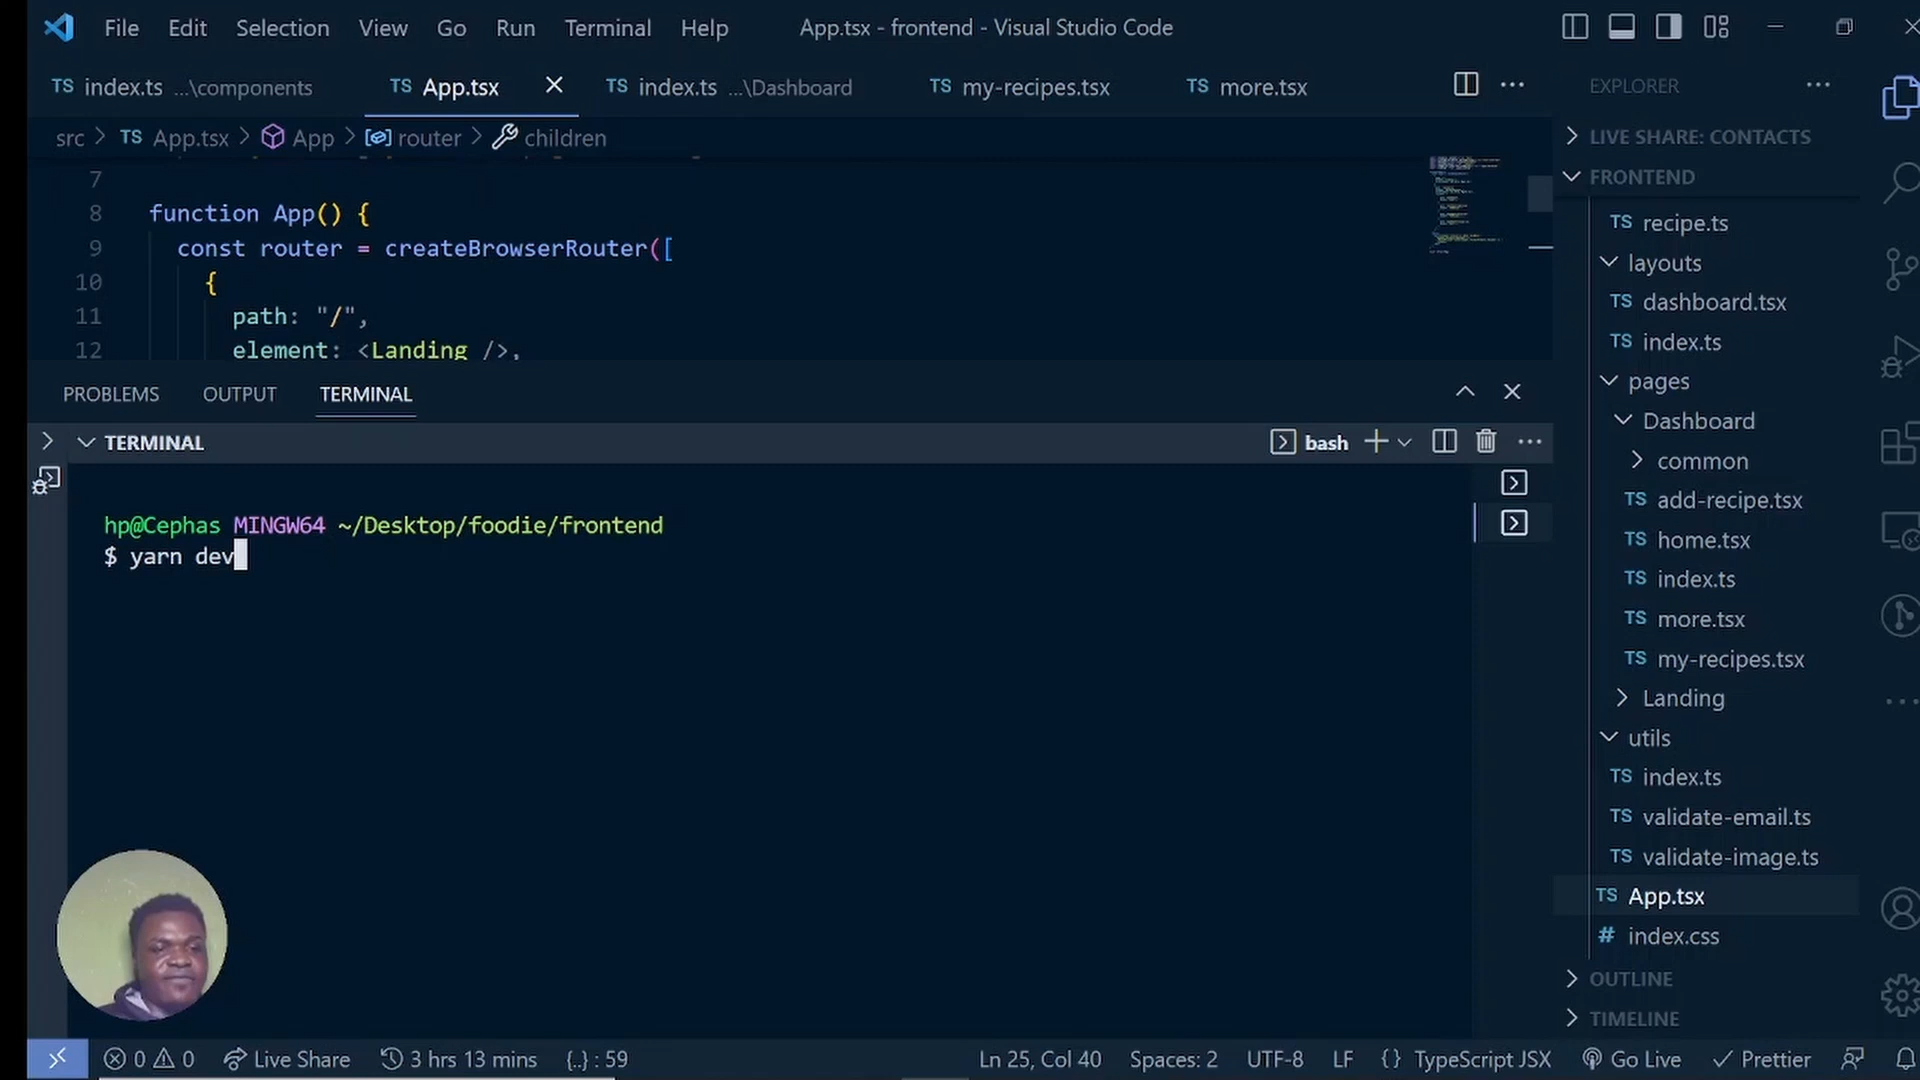 File Edit Selection View Go Run Terminal Help App.tsx - frontend - Visual Studio Code
TS index.ts ...\components TS App.tsx TS index.ts ...\Dashboard TS my-recipes.tsx TS more.tsx
src > TS App.tsx > App > router > children
7
8 function App() {
9 const router = createBrowserRouter([
10 {
11 path: "/",
12 element: <Landing />,
PROBLEMS OUTPUT TERMINAL
TERMINAL bash
hp@Cephas MINGW64 ~/Desktop/foodie/frontend
$ yarn dev
EXPLORER
LIVE SHARE: CONTACTS
FRONTEND
TS recipe.ts
layouts
TS dashboard.tsx
TS index.ts
pages
Dashboard
common
TS add-recipe.tsx
TS home.tsx
TS index.ts
TS more.tsx
TS my-recipes.tsx
Landing
utils
TS index.ts
TS validate-email.ts
TS validate-image.ts
TS App.tsx
# index.css
OUTLINE
TIMELINE
0 0 Live Share 3 hrs 13 mins {..} : 59 Ln 25, Col 40 Spaces: 2 UTF-8 LF {} TypeScript JSX Go Live Prettier